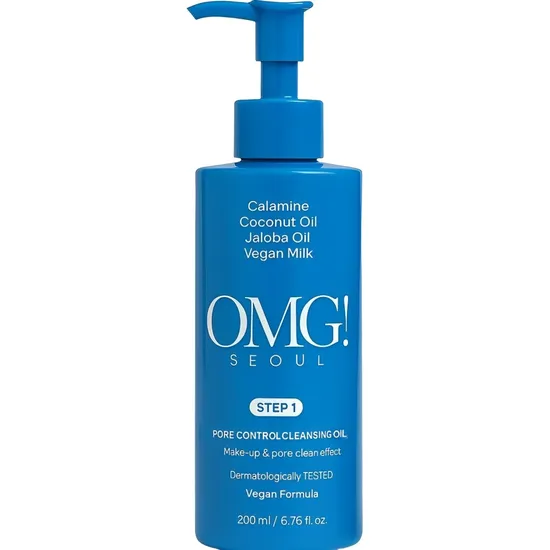 Calamine
Coconut Oil
Jaloba Oil
Vegan Milk
OMG!
SEOUL
STEP 1
PORE CONTROL CLEANSING OIL
Make-up & pore clean effect
Dermatologically TESTED
Vegan Formula
200 ml / 6.76 fl. oz.